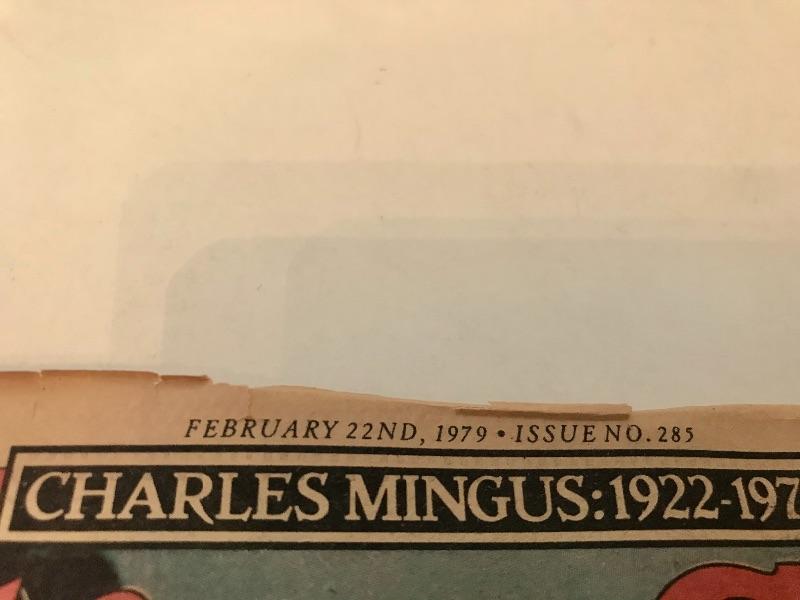 FEBRUARY 22ND, 1979 • ISSUE NO. 285
CHARLES MINGUS: 1922-197